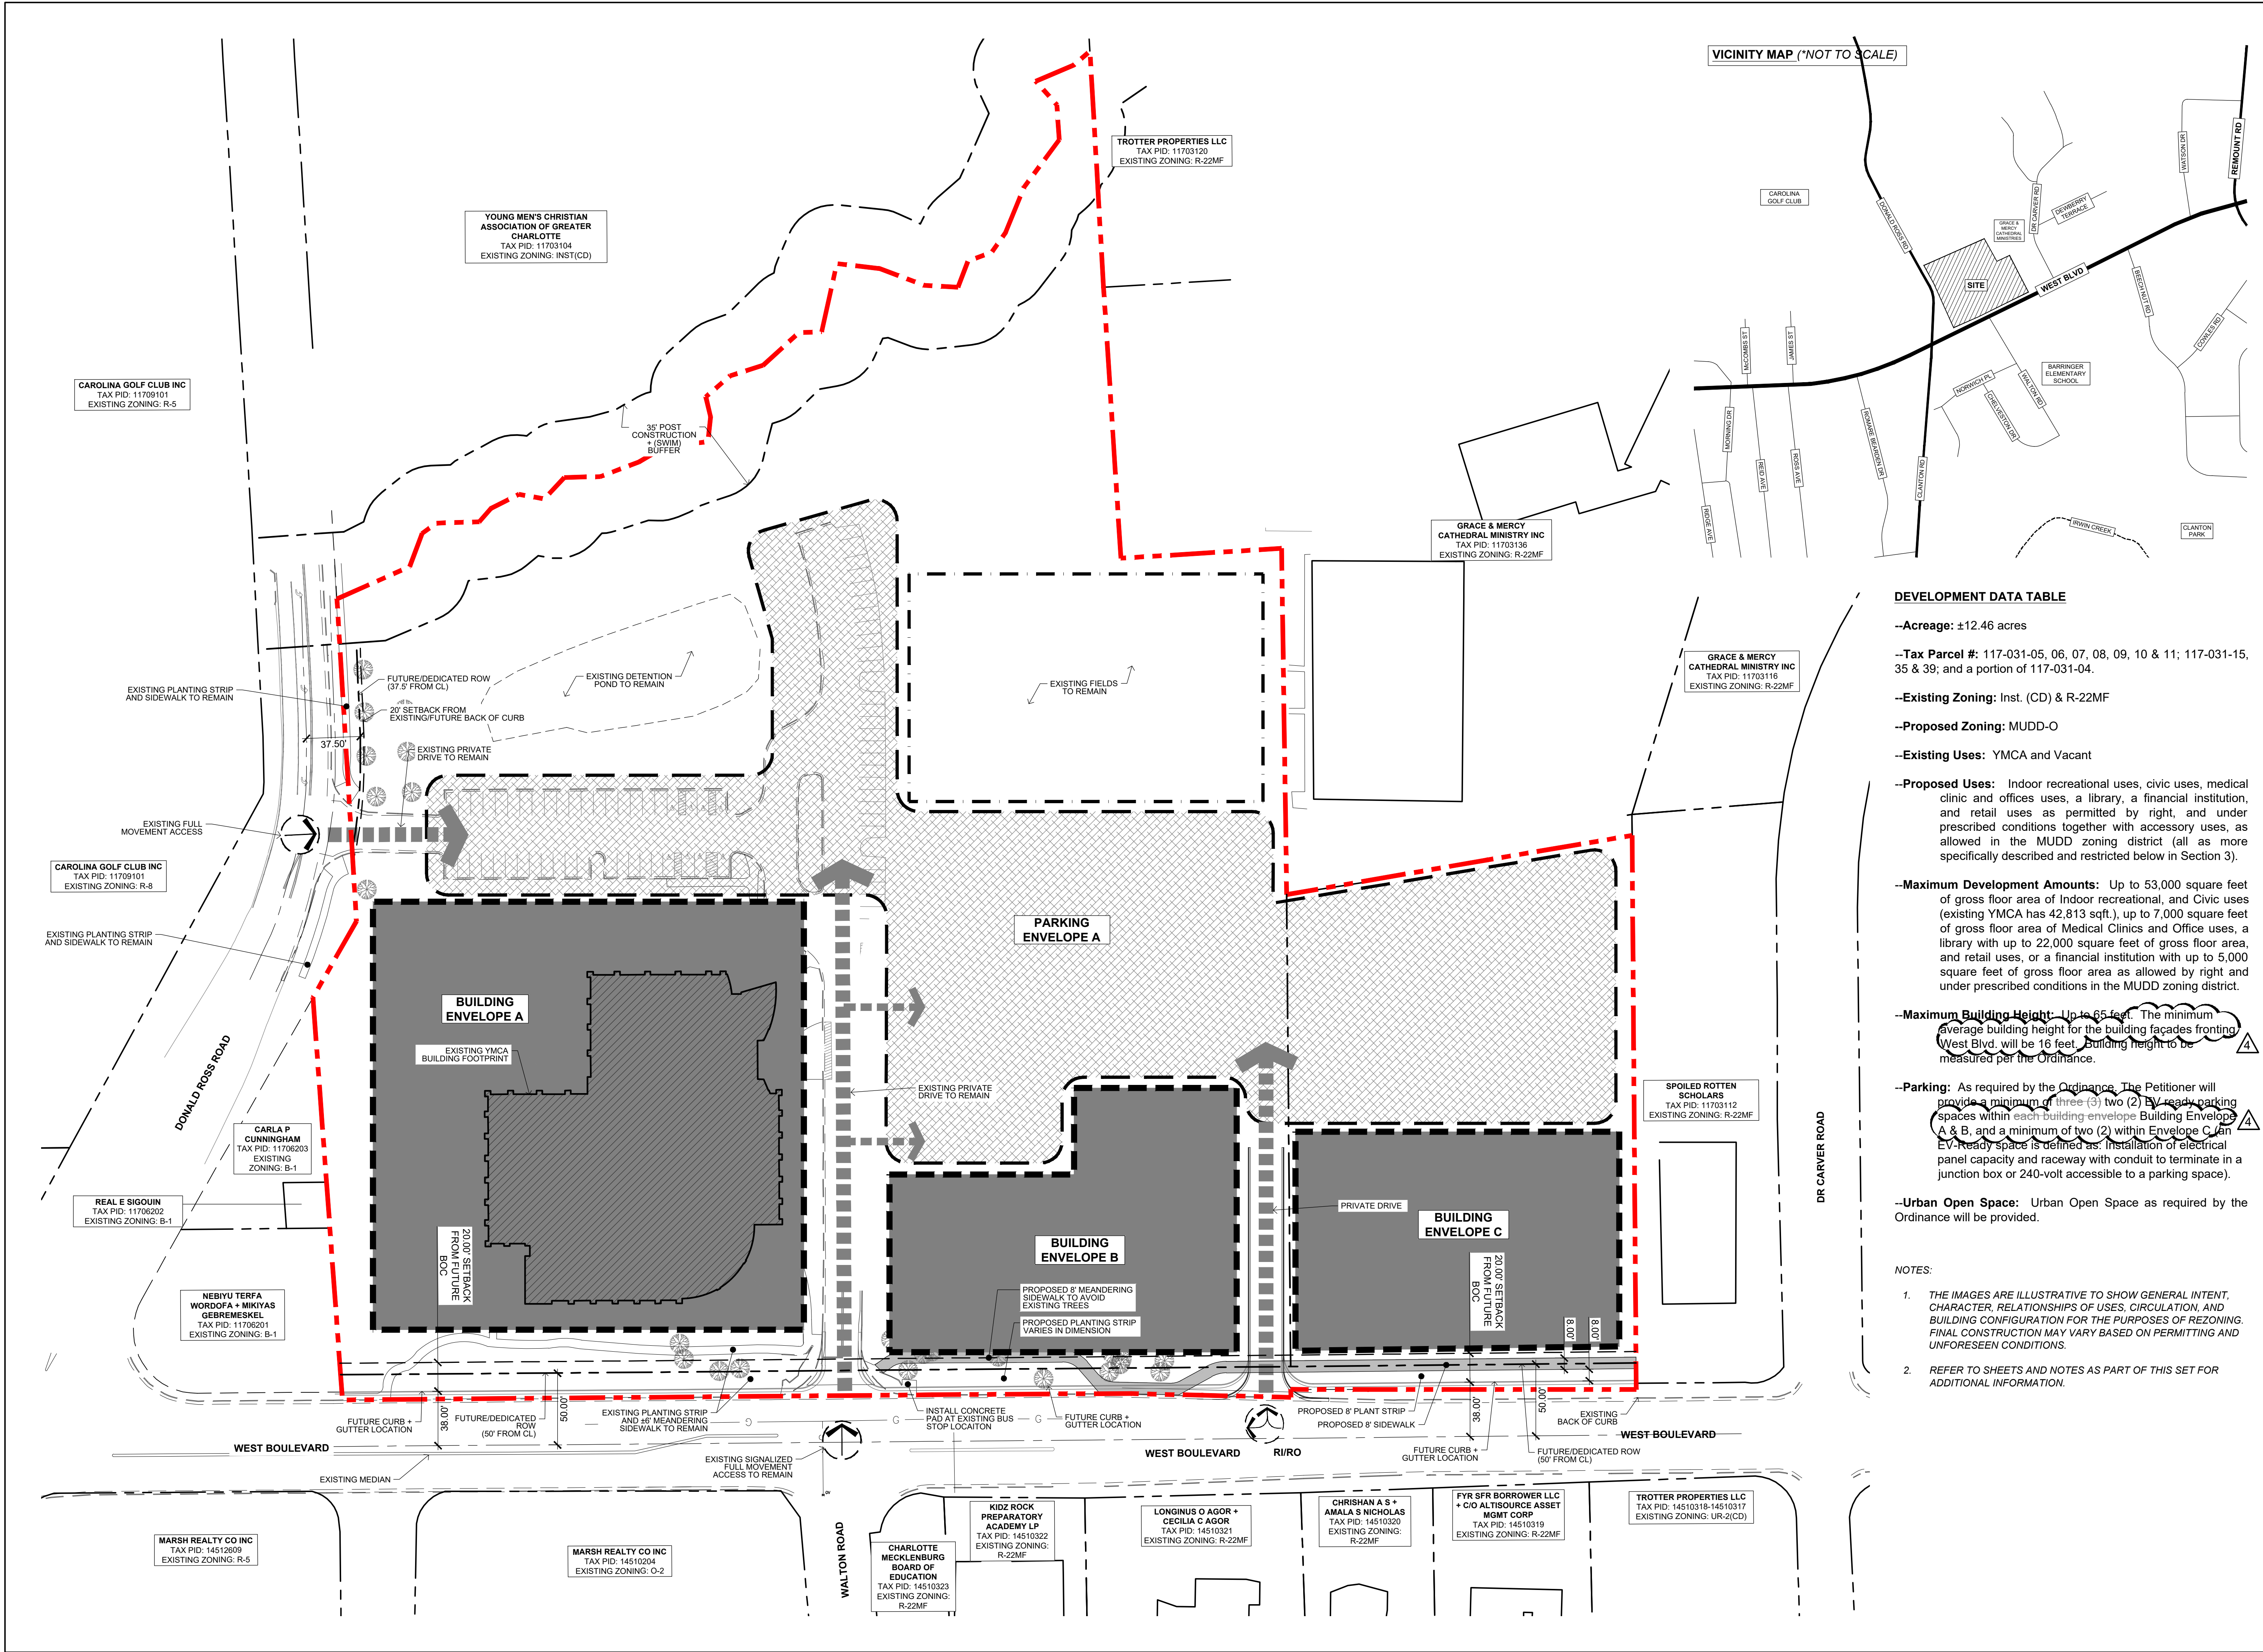 VICINITY MAP (*NOT TO SCALE)
CAROLINA
GOLF CLUB
DONALD ROSS RD
GRACE &
MERCY
CATHEDRAL
MINISTRIES
DR CARVER RD
DEWBERRY
TERRACE
WATSON DR
REMOUNT RD
SITE
WEST BLVD
BEECH NUT RD
COWLES RD
McCOMBS ST
JAMES ST
NORWICH PL
WALTON RD
CHELVESTON DR
BARRINGER
ELEMENTARY
SCHOOL
MORNING DR
REID AVE
ROSS AVE
ROMARE BEARDEN DR
CLANTON RD
RIDGE AVE
IRWIN CREEK
CLANTON
PARK
TROTTER PROPERTIES LLC
TAX PID: 11703120
EXISTING ZONING: R-22MF
YOUNG MEN'S CHRISTIAN
ASSOCIATION OF GREATER
CHARLOTTE
TAX PID: 11703104
EXISTING ZONING: INST(CD)
CAROLINA GOLF CLUB INC
TAX PID: 11709101
EXISTING ZONING: R-5
35' POST
CONSTRUCTION
+ (SWIM)
BUFFER
GRACE & MERCY
CATHEDRAL MINISTRY INC
TAX PID: 11703136
EXISTING ZONING: R-22MF
GRACE & MERCY
CATHEDRAL MINISTRY INC
TAX PID: 11703116
EXISTING ZONING: R-22MF
EXISTING PLANTING STRIP
AND SIDEWALK TO REMAIN
FUTURE/DEDICATED ROW
(37.5' FROM CL)
20' SETBACK FROM
EXISTING/FUTURE BACK OF CURB
37.50'
EXISTING PRIVATE
DRIVE TO REMAIN
EXISTING DETENTION
POND TO REMAIN
EXISTING FIELDS
TO REMAIN
EXISTING FULL
MOVEMENT ACCESS
CAROLINA GOLF CLUB INC
TAX PID: 11709101
EXISTING ZONING: R-8
EXISTING PLANTING STRIP
AND SIDEWALK TO REMAIN
PARKING
ENVELOPE A
BUILDING
ENVELOPE A
EXISTING YMCA
BUILDING FOOTPRINT
EXISTING PRIVATE
DRIVE TO REMAIN
DONALD ROSS ROAD
CARLA P
CUNNINGHAM
TAX PID: 11706203
EXISTING
ZONING: B-1
REAL E SIGOUIN
TAX PID: 11706202
EXISTING ZONING: B-1
NEBIYU TERFA
WORDOFA + MIKIYAS
GEBREMESKEL
TAX PID: 11706201
EXISTING ZONING: B-1
20.00' SETBACK
FROM FUTURE
BOC
BUILDING
ENVELOPE B
PROPOSED 8' MEANDERING
SIDEWALK TO AVOID
EXISTING TREES
PROPOSED PLANTING STRIP
VARIES IN DIMENSION
PRIVATE DRIVE
BUILDING
ENVELOPE C
20.00' SETBACK
FROM FUTURE
BOC
8.00'
8.00'
SPOILED ROTTEN
SCHOLARS
TAX PID: 11703112
EXISTING ZONING: R-22MF
DR CARVER ROAD
FUTURE CURB +
GUTTER LOCATION
38.00'
FUTURE/DEDICATED
ROW
(50' FROM CL)
50.00'
EXISTING PLANTING STRIP
AND ±6' MEANDERING
SIDEWALK TO REMAIN
G
G
G
INSTALL CONCRETE
PAD AT EXISTING BUS
STOP LOCAITON
FUTURE CURB +
GUTTER LOCATION
PROPOSED 8' PLANT STRIP
PROPOSED 8' SIDEWALK
38.00'
50.00'
EXISTING
BACK OF CURB
WEST BOULEVARD
WEST BOULEVARD
RI/RO
WEST BOULEVARD
FUTURE CURB +
GUTTER LOCATION
FUTURE/DEDICATED ROW
(50' FROM CL)
EXISTING MEDIAN
EXISTING SIGNALIZED
FULL MOVEMENT
ACCESS TO REMAIN
MARSH REALTY CO INC
TAX PID: 14512609
EXISTING ZONING: R-5
MARSH REALTY CO INC
TAX PID: 14510204
EXISTING ZONING: O-2
WALTON ROAD
CHARLOTTE
MECKLENBURG
BOARD OF
EDUCATION
TAX PID: 14510323
EXISTING ZONING:
R-22MF
KIDZ ROCK
PREPARATORY
ACADEMY LP
TAX PID: 14510322
EXISTING ZONING:
R-22MF
LONGINUS O AGOR +
CECILIA C AGOR
TAX PID: 14510321
EXISTING ZONING: R-22MF
CHRISHAN A S +
AMALA S NICHOLAS
TAX PID: 14510320
EXISTING ZONING:
R-22MF
FYR SFR BORROWER LLC
+ C/O ALTISOURCE ASSET
MGMT CORP
TAX PID: 14510319
EXISTING ZONING: R-22MF
TROTTER PROPERTIES LLC
TAX PID: 14510318-14510317
EXISTING ZONING: UR-2(CD)
DEVELOPMENT DATA TABLE
--Acreage: ±12.46 acres
--Tax Parcel #: 117-031-05, 06, 07, 08, 09, 10 & 11; 117-031-15,
35 & 39; and a portion of 117-031-04.
--Existing Zoning: Inst. (CD) & R-22MF
--Proposed Zoning: MUDD-O
--Existing Uses: YMCA and Vacant
--Proposed Uses: Indoor recreational uses, civic uses, medical
clinic and offices uses, a library, a financial institution,
and retail uses as permitted by right, and under
prescribed conditions together with accessory uses, as
allowed in the MUDD zoning district (all as more
specifically described and restricted below in Section 3).
--Maximum Development Amounts: Up to 53,000 square feet
of gross floor area of Indoor recreational, and Civic uses
(existing YMCA has 42,813 sqft.), up to 7,000 square feet
of gross floor area of Medical Clinics and Office uses, a
library with up to 22,000 square feet of gross floor area,
and retail uses, or a financial institution with up to 5,000
square feet of gross floor area as allowed by right and
under prescribed conditions in the MUDD zoning district.
--Maximum Building Height: Up to 65 feet. The minimum
average building height for the building façades fronting
West Blvd. will be 16 feet. Building height to be
measured per the Ordinance.
4
--Parking: As required by the Ordinance. The Petitioner will
provide a minimum of three (3) two (2) EV ready parking
spaces within each building envelope Building Envelope
A & B, and a minimum of two (2) within Envelope C (an
EV-Ready space is defined as: Installation of electrical
panel capacity and raceway with conduit to terminate in a
junction box or 240-volt accessible to a parking space).
4
--Urban Open Space: Urban Open Space as required by the
Ordinance will be provided.
NOTES:
1. THE IMAGES ARE ILLUSTRATIVE TO SHOW GENERAL INTENT,
CHARACTER, RELATIONSHIPS OF USES, CIRCULATION, AND
BUILDING CONFIGURATION FOR THE PURPOSES OF REZONING.
FINAL CONSTRUCTION MAY VARY BASED ON PERMITTING AND
UNFORESEEN CONDITIONS.
2. REFER TO SHEETS AND NOTES AS PART OF THIS SET FOR
ADDITIONAL INFORMATION.